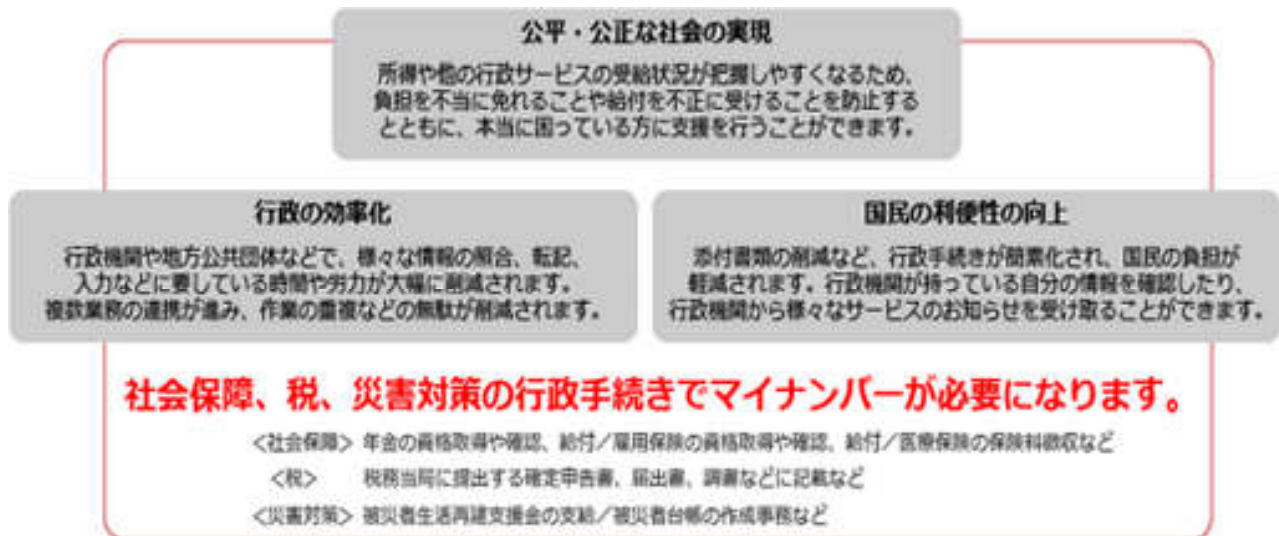 公平・公正な社会の実現
所得や他の行政サービスの受給状況が把握しやすくなるため、
負担を不当に免れることや給付を不正に受けることを防止する
とともに、本当に困っている方に支援を行うことができます。
行政の効率化
行政機関や地方公共団体などで、様々な情報の照合、転記、
入力などに要している時間や労力が大幅に削減されます。
複数業務の連携が進み、作業の重複などの無駄が削減されます。
国民の利便性の向上
添付書類の削減など、行政手続きが簡素化され、国民の負担が
軽減されます。行政機関が持っている自分の情報を確認したり、
行政機関から様々なサービスのお知らせを受け取ることができます。
社会保障、税、災害対策の行政手続きでマイナンバーが必要になります。
<社会保障> 年金の資格取得や確認、給付／雇用保険の資格取得や確認、給付／医療保険の保険料徴収など
<税> 税務当局に提出する確定申告書、届出書、調書などに記載など
<災害対策> 被災者生活再建支援金の支給／被災者台帳の作成事務など